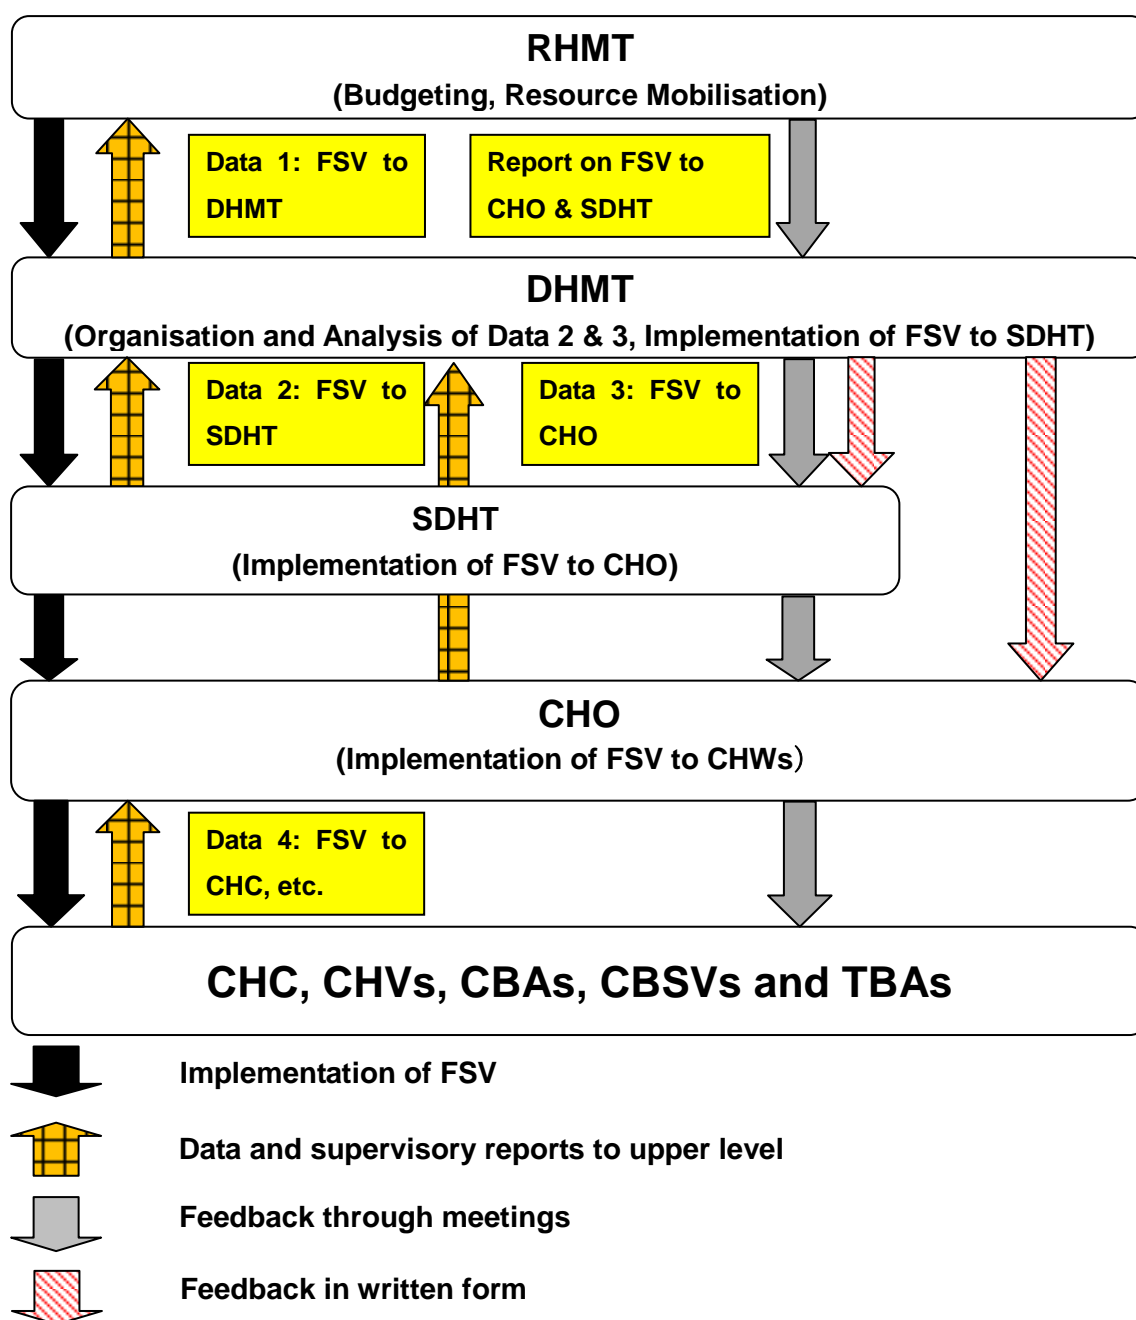 RHMT
(Budgeting, Resource Mobilisation)
Data 1: FSV to
DHMT
Report on FSV to
CHO & SDHT
DHMT
(Organisation and Analysis of Data 2 & 3, Implementation of FSV to SDHT)
Data 2: FSV to
SDHT
Data 3: FSV to
CHO
SDHT
(Implementation of FSV to CHO)
CHO
(Implementation of FSV to CHWs）
Data 4: FSV to
CHC, etc.
CHC, CHVs, CBAs, CBSVs and TBAs
Implementation of FSV
Data and supervisory reports to upper level
Feedback through meetings
Feedback in written form